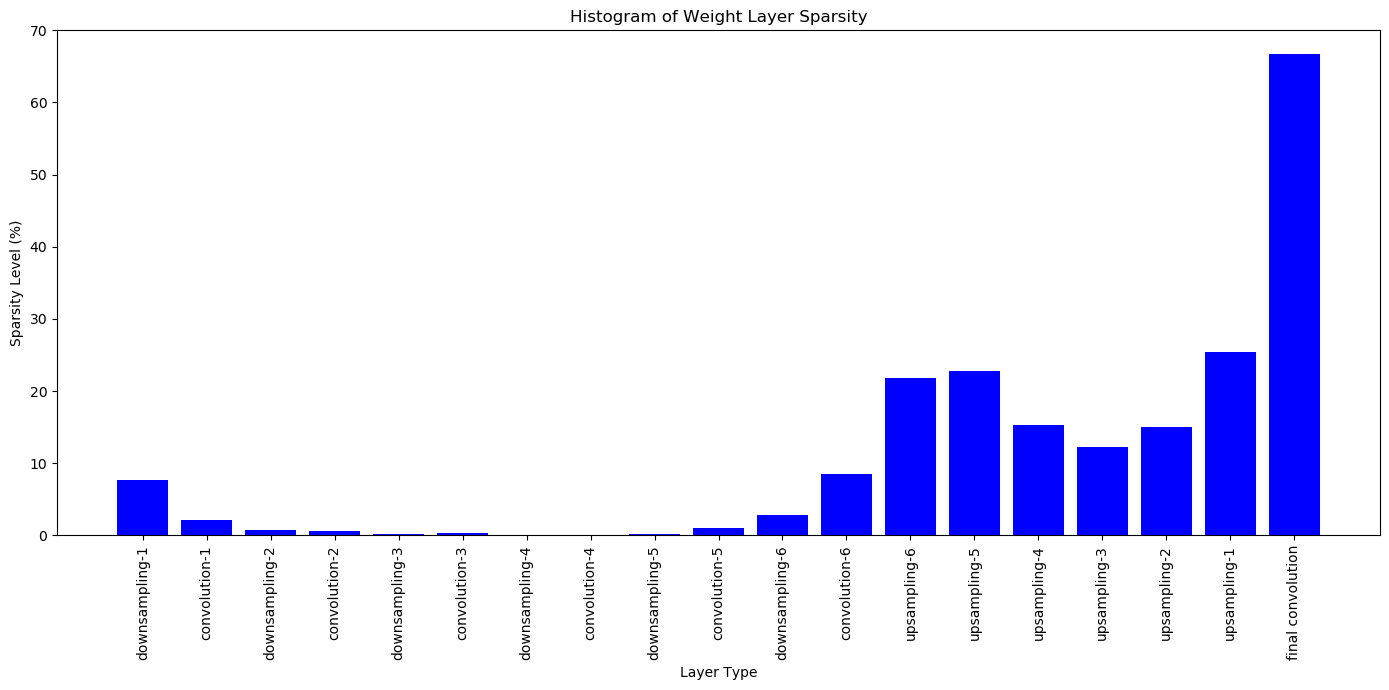 Histogram of Weight Layer Sparsity
70
60
50
40
30
20
10
0
Sparsity Level (%)
downsampling-1
convolution-1
downsampling-2
convolution-2
downsampling-3
convolution-3
downsampling-4
convolution-4
downsampling-5
convolution-5
downsampling-6
convolution-6
upsampling-6
upsampling-5
upsampling-4
upsampling-3
upsampling-2
upsampling-1
final convolution
Layer Type